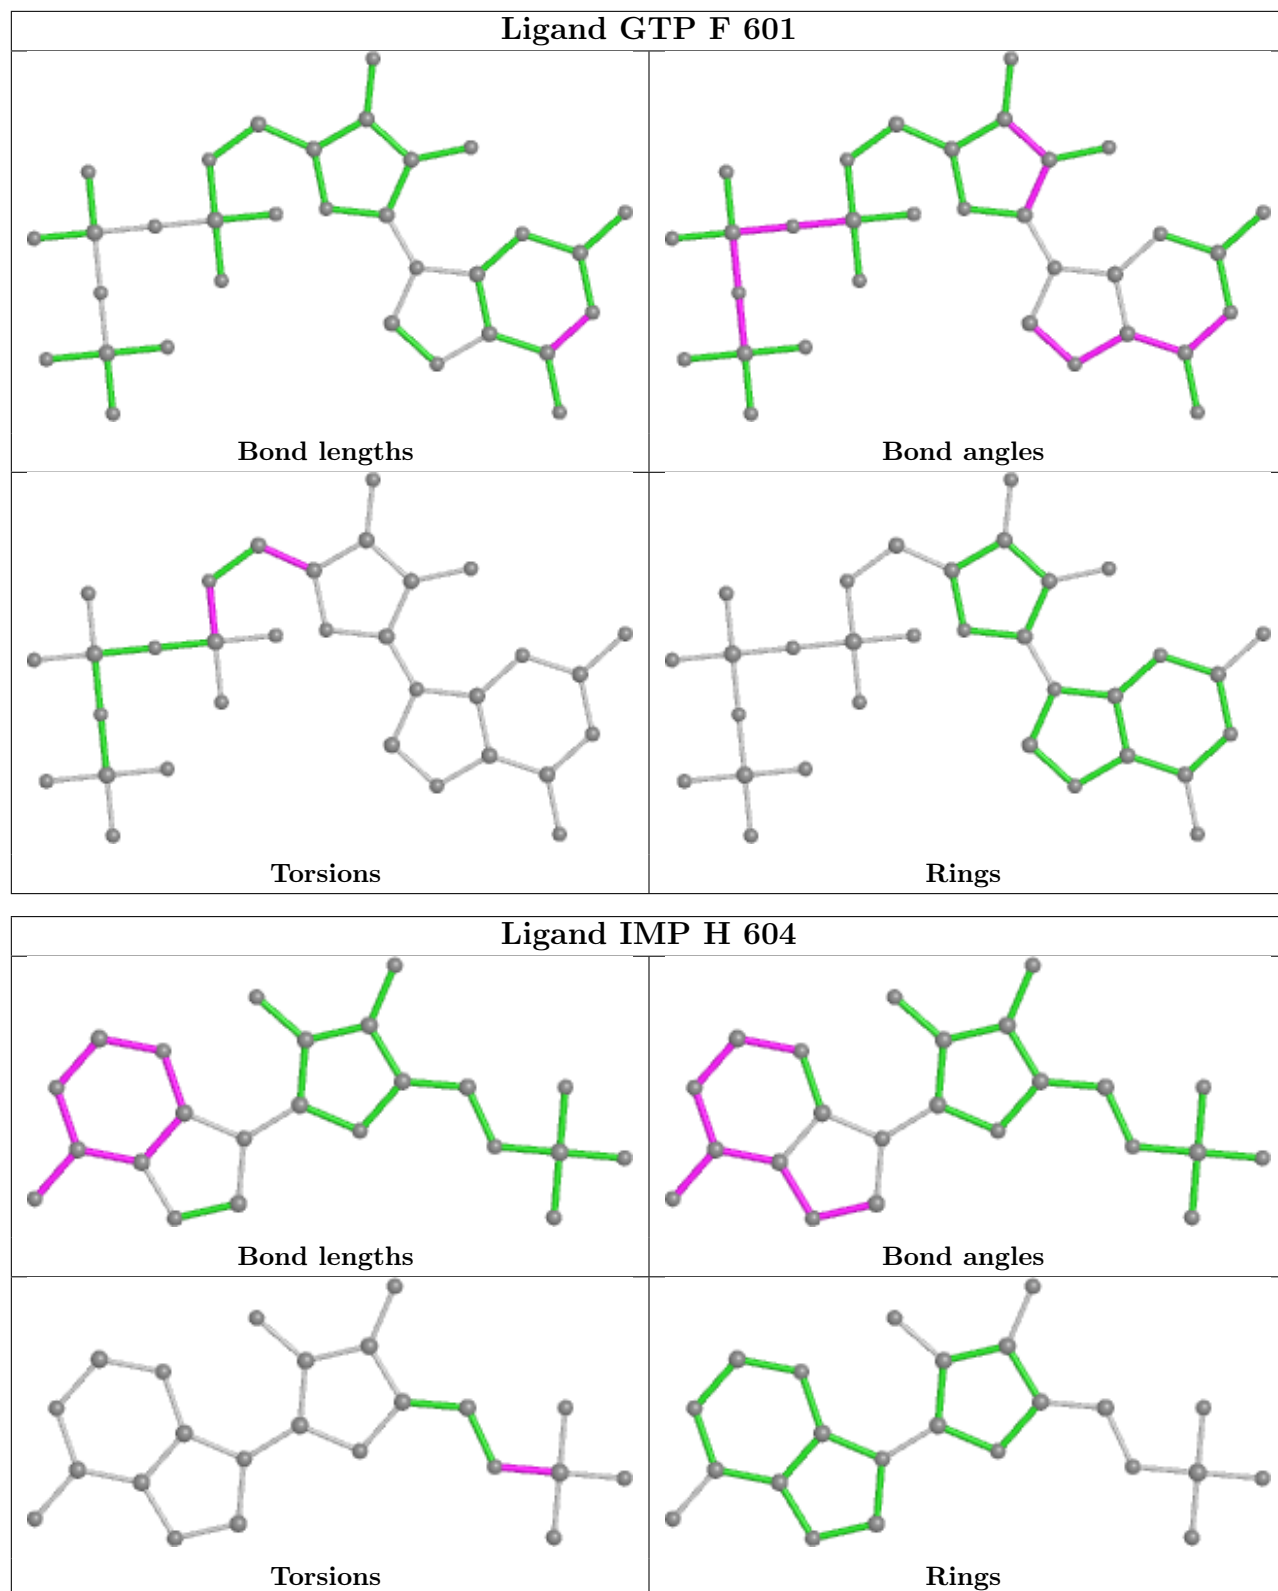 Ligand GTP F 601
Bond lengths
Bond angles
Torsions
Rings
Ligand IMP H 604
Bond lengths
Bond angles
Torsions
Rings